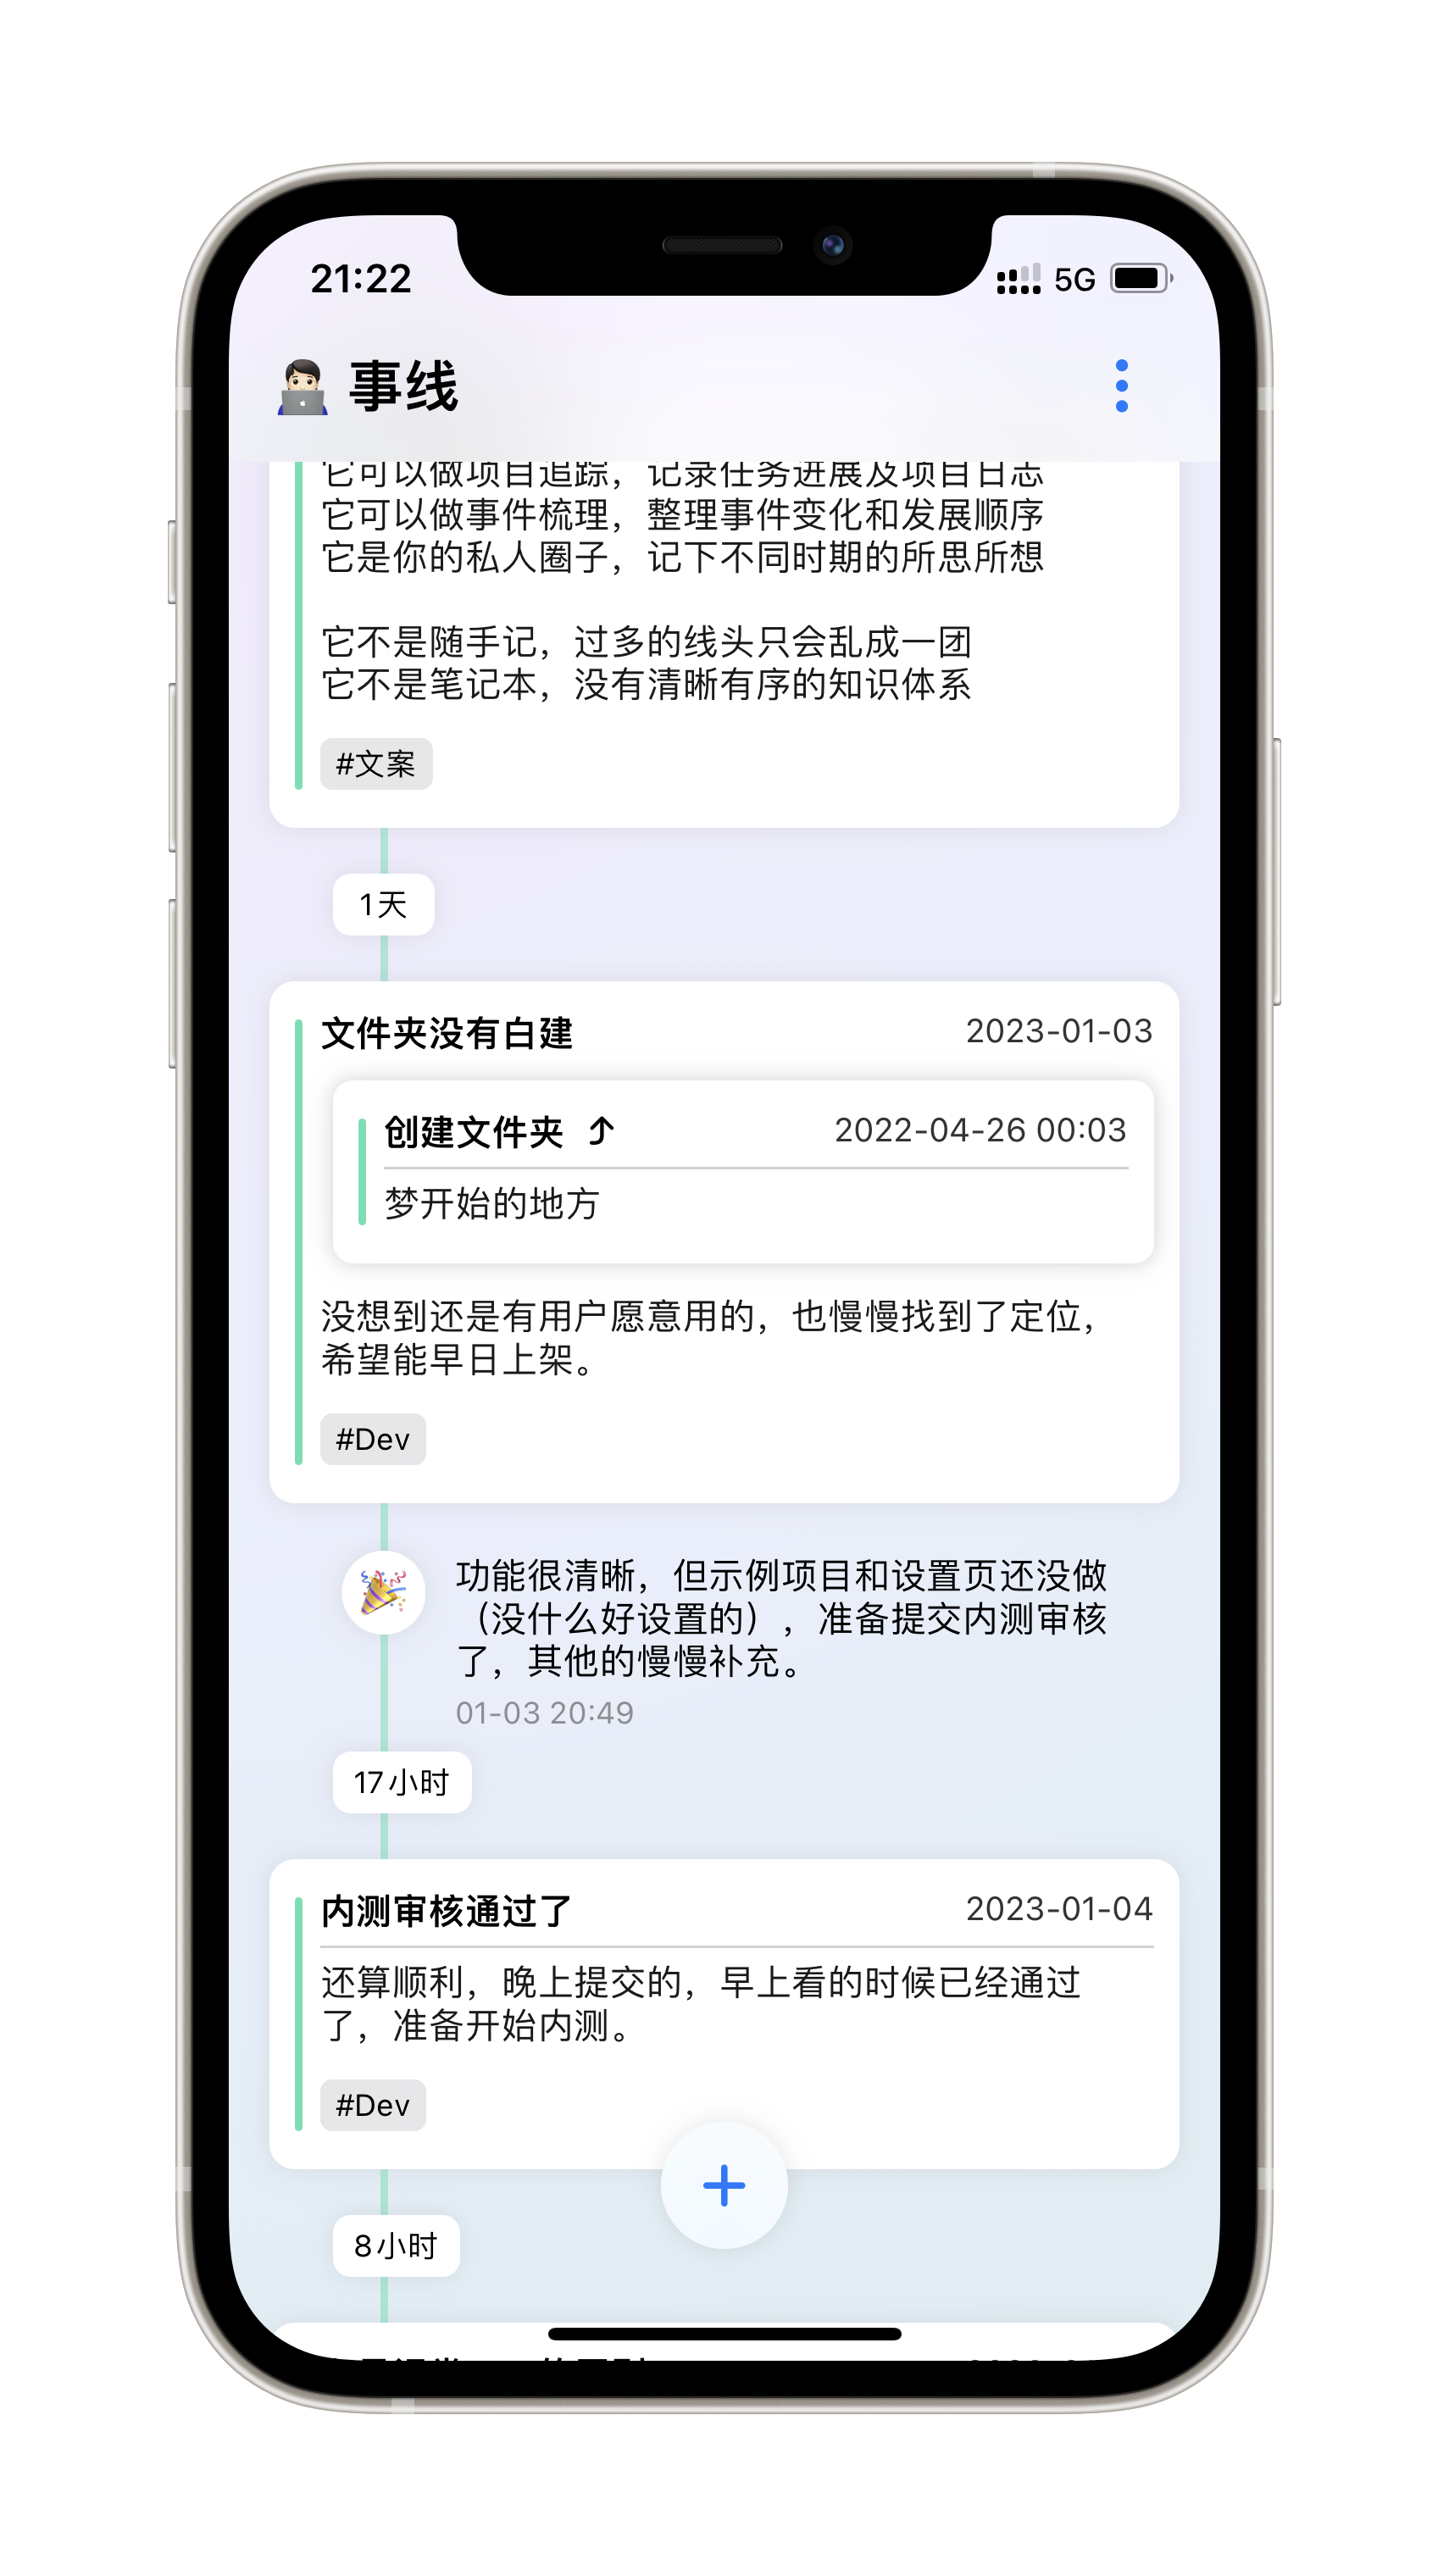 21:22
5G
事线
它可以做项目追踪，记录任务进展及项目日志
它可以做事件梳理，整理事件变化和发展顺序
它是你的私人圈子，记下不同时期的所思所想
它不是随手记，过多的线头只会乱成一团
它不是笔记本，没有清晰有序的知识体系
#文案
1天
文件夹没有白建 2023-01-03
创建文件夹 2022-04-26 00:03
梦开始的地方
没想到还是有用户愿意用的，也慢慢找到了定位，
希望能早日上架。
#Dev
功能很清晰，但示例项目和设置页还没做
（没什么好设置的），准备提交内测审核
了，其他的慢慢补充。
01-03 20:49
17小时
内测审核通过了 2023-01-04
还算顺利，晚上提交的，早上看的时候已经通过
了，准备开始内测。
#Dev
8小时